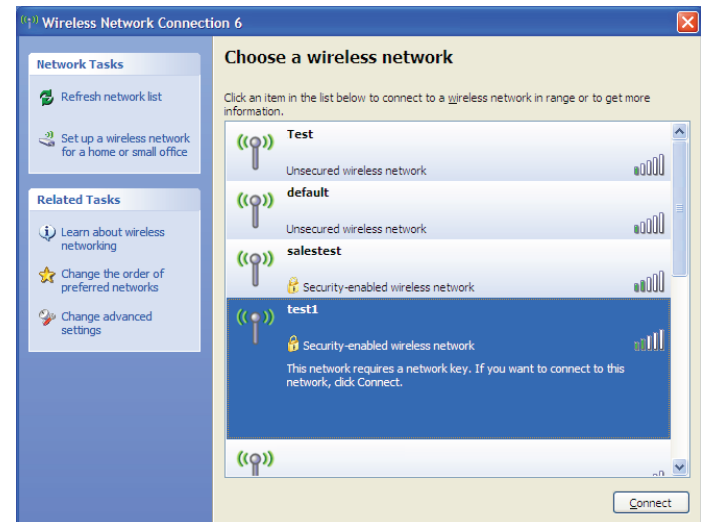 Wireless Network Connection 6
Network Tasks
Refresh network list
Set up a wireless network
for a home or small office
Related Tasks
Learn about wireless
networking
Change the order of
preferred networks
Change advanced
settings
Choose a wireless network
Click an item in the list below to connect to a wireless network in range or to get more
information.
Test
Unsecured wireless network
default
Unsecured wireless network
salestest
Security-enabled wireless network
test1
Security-enabled wireless network
This network requires a network key. If you want to connect to this
network, click Connect.
Connect